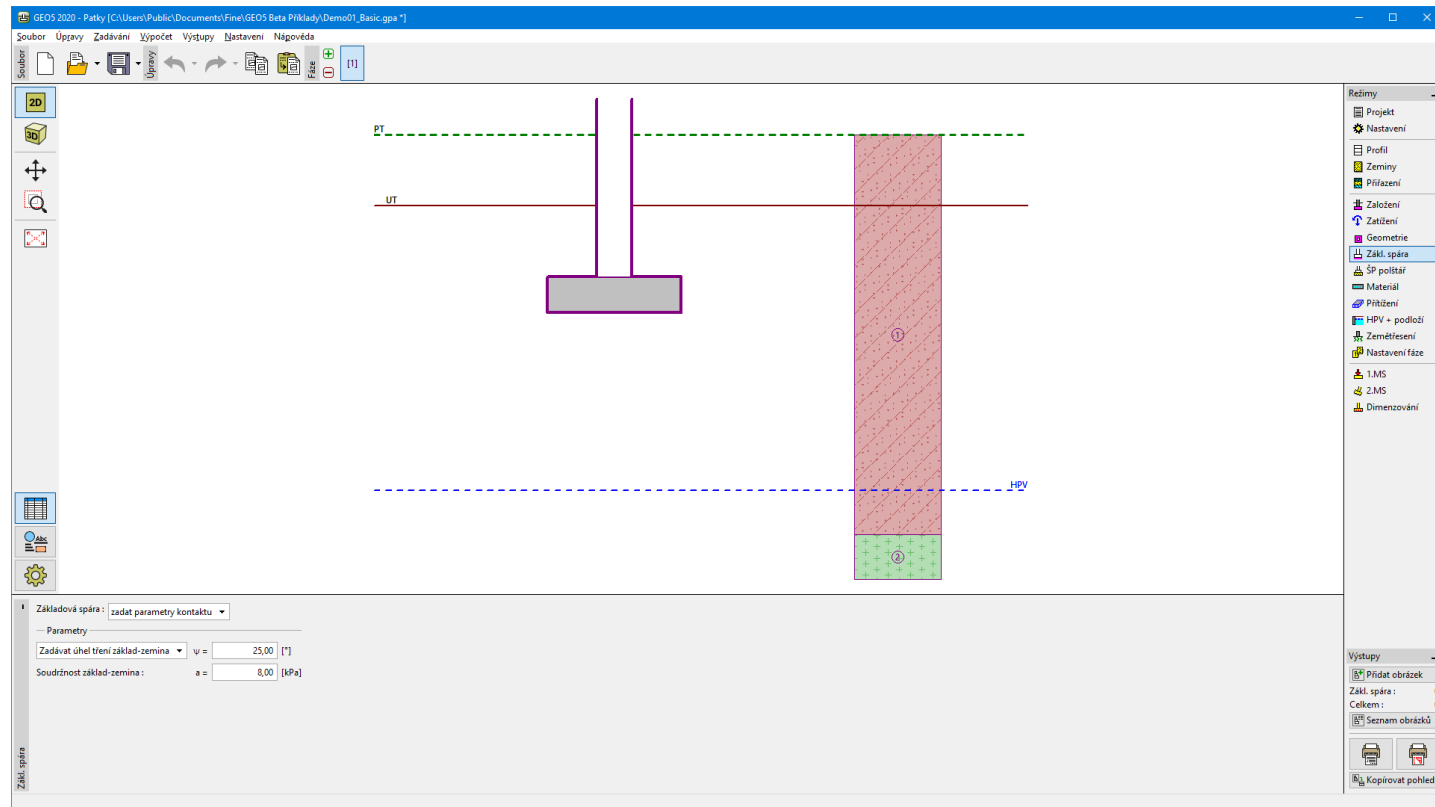 GEO5 2020 - Patky [C:\Users\Public\Documents\Fine\GEO5 Beta Příklady\Demo01_Basic.gpa *]
Soubor Úpravy Zadávání Výpočet Výstupy Nastavení Nápověda
Soubor
Úpravy
Fáze
[1]
2D
3D
Abc
PT
UT
HPV
1
2
Režimy
Projekt
Nastavení
Profil
Zeminy
Přiřazení
Založení
Zatížení
Geometrie
Zákl. spára
ŠP polštář
Materiál
Přitížení
HPV + podloží
Zemětřesení
Nastavení fáze
1.MS
2.MS
Dimenzování
Základová spára : zadat parametry kontaktu
Parametry
Zadávat úhel tření základ-zemina ψ = 25,00 [°]
Soudržnost základ-zemina : a = 8,00 [kPa]
Zákl. spára
Výstupy
Přidat obrázek
Zákl. spára :
Celkem :
Seznam obrázků
Kopírovat pohled